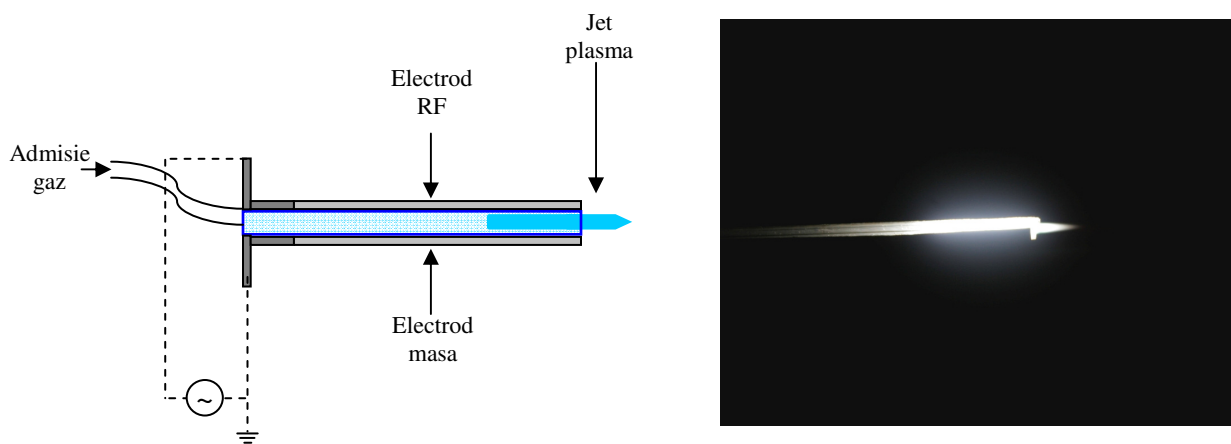 Jet
plasma
Electrod
RF
Admisie
gaz
Electrod
masa
~